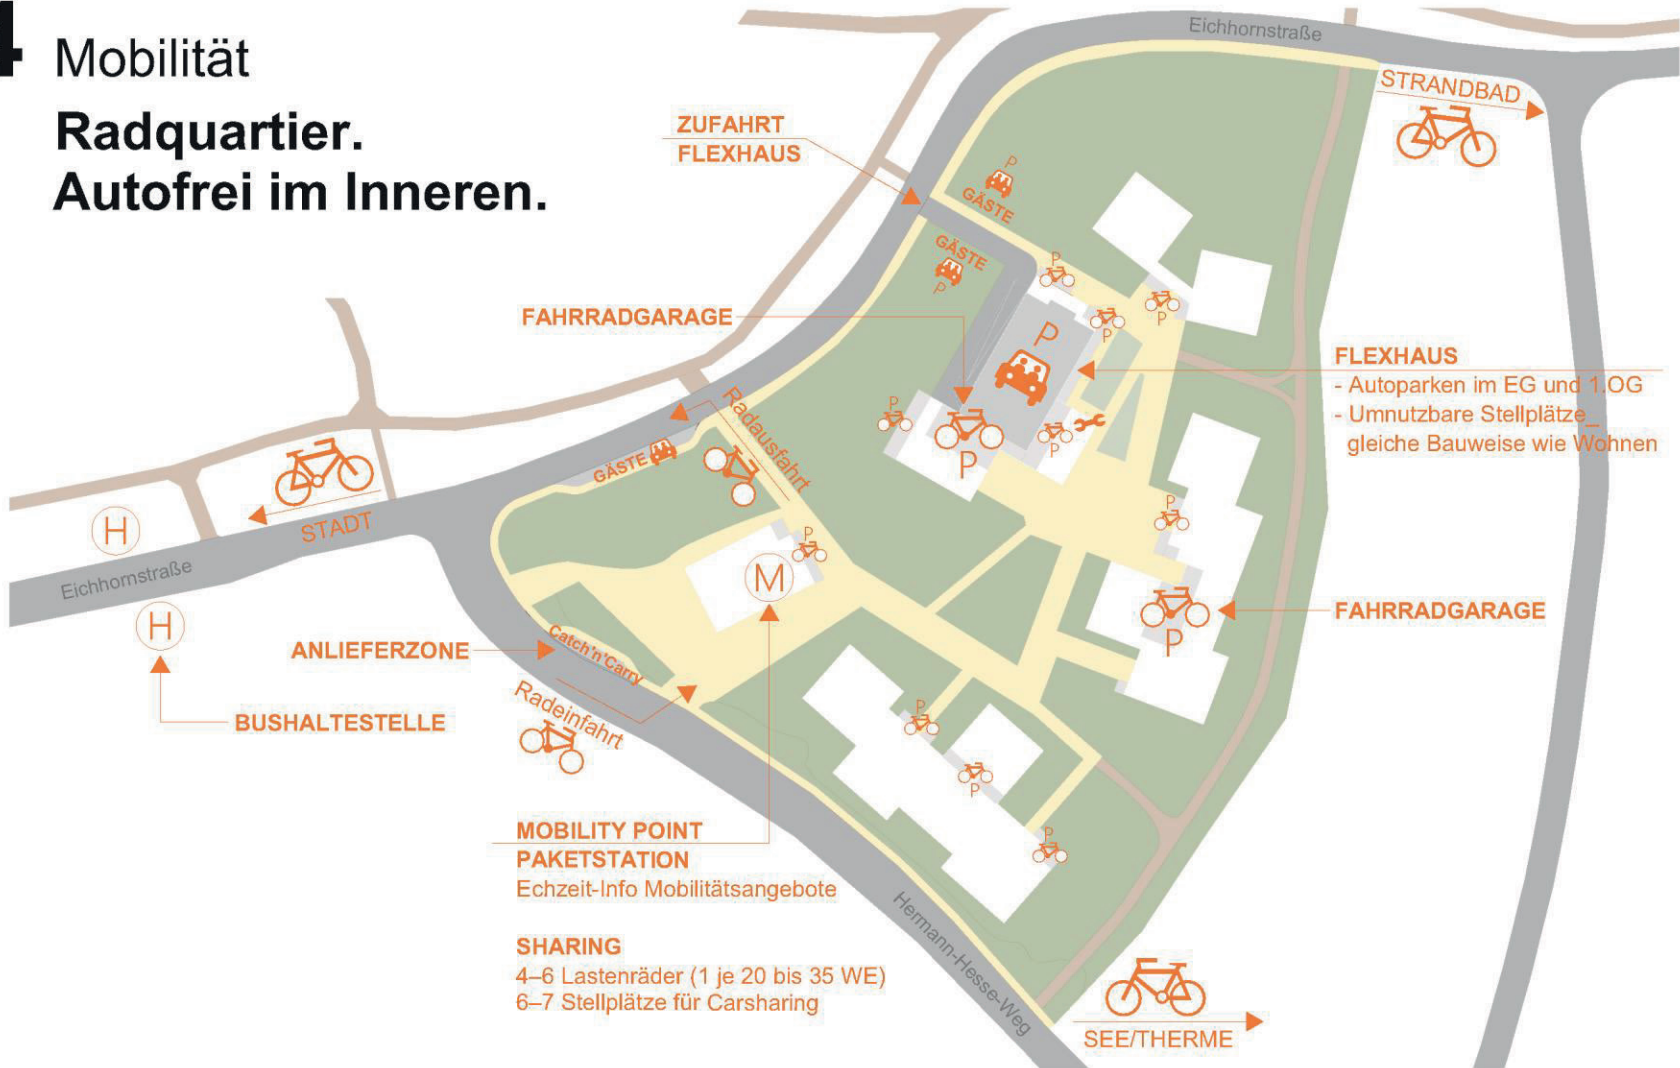 4 Mobilität
Radquartier.
Autofrei im Inneren.
Eichhornstraße
STRANDBAD
ZUFAHRT
FLEXHAUS
P
GÄSTE
GÄSTE
P
P
P
P
FAHRRADGARAGE
P
FLEXHAUS
- Autoparken im EG und 1.OG
- Umnutzbare Stellplätze_
gleiche Bauweise wie Wohnen
P
P
P
Radausfahrt
GÄSTE
STADT
H
Eichhornstraße
H
P
P
M
FAHRRADGARAGE
P
ANLIEFERZONE
Catch'n'Carry
Radeinfahrt
BUSHALTESTELLE
P
P
P
MOBILITY POINT
PAKETSTATION
Echzeit-Info Mobilitätsangebote
SHARING
4–6 Lastenräder (1 je 20 bis 35 WE)
6–7 Stellplätze für Carsharing
Hermann-Hesse-Weg
SEE/THERME